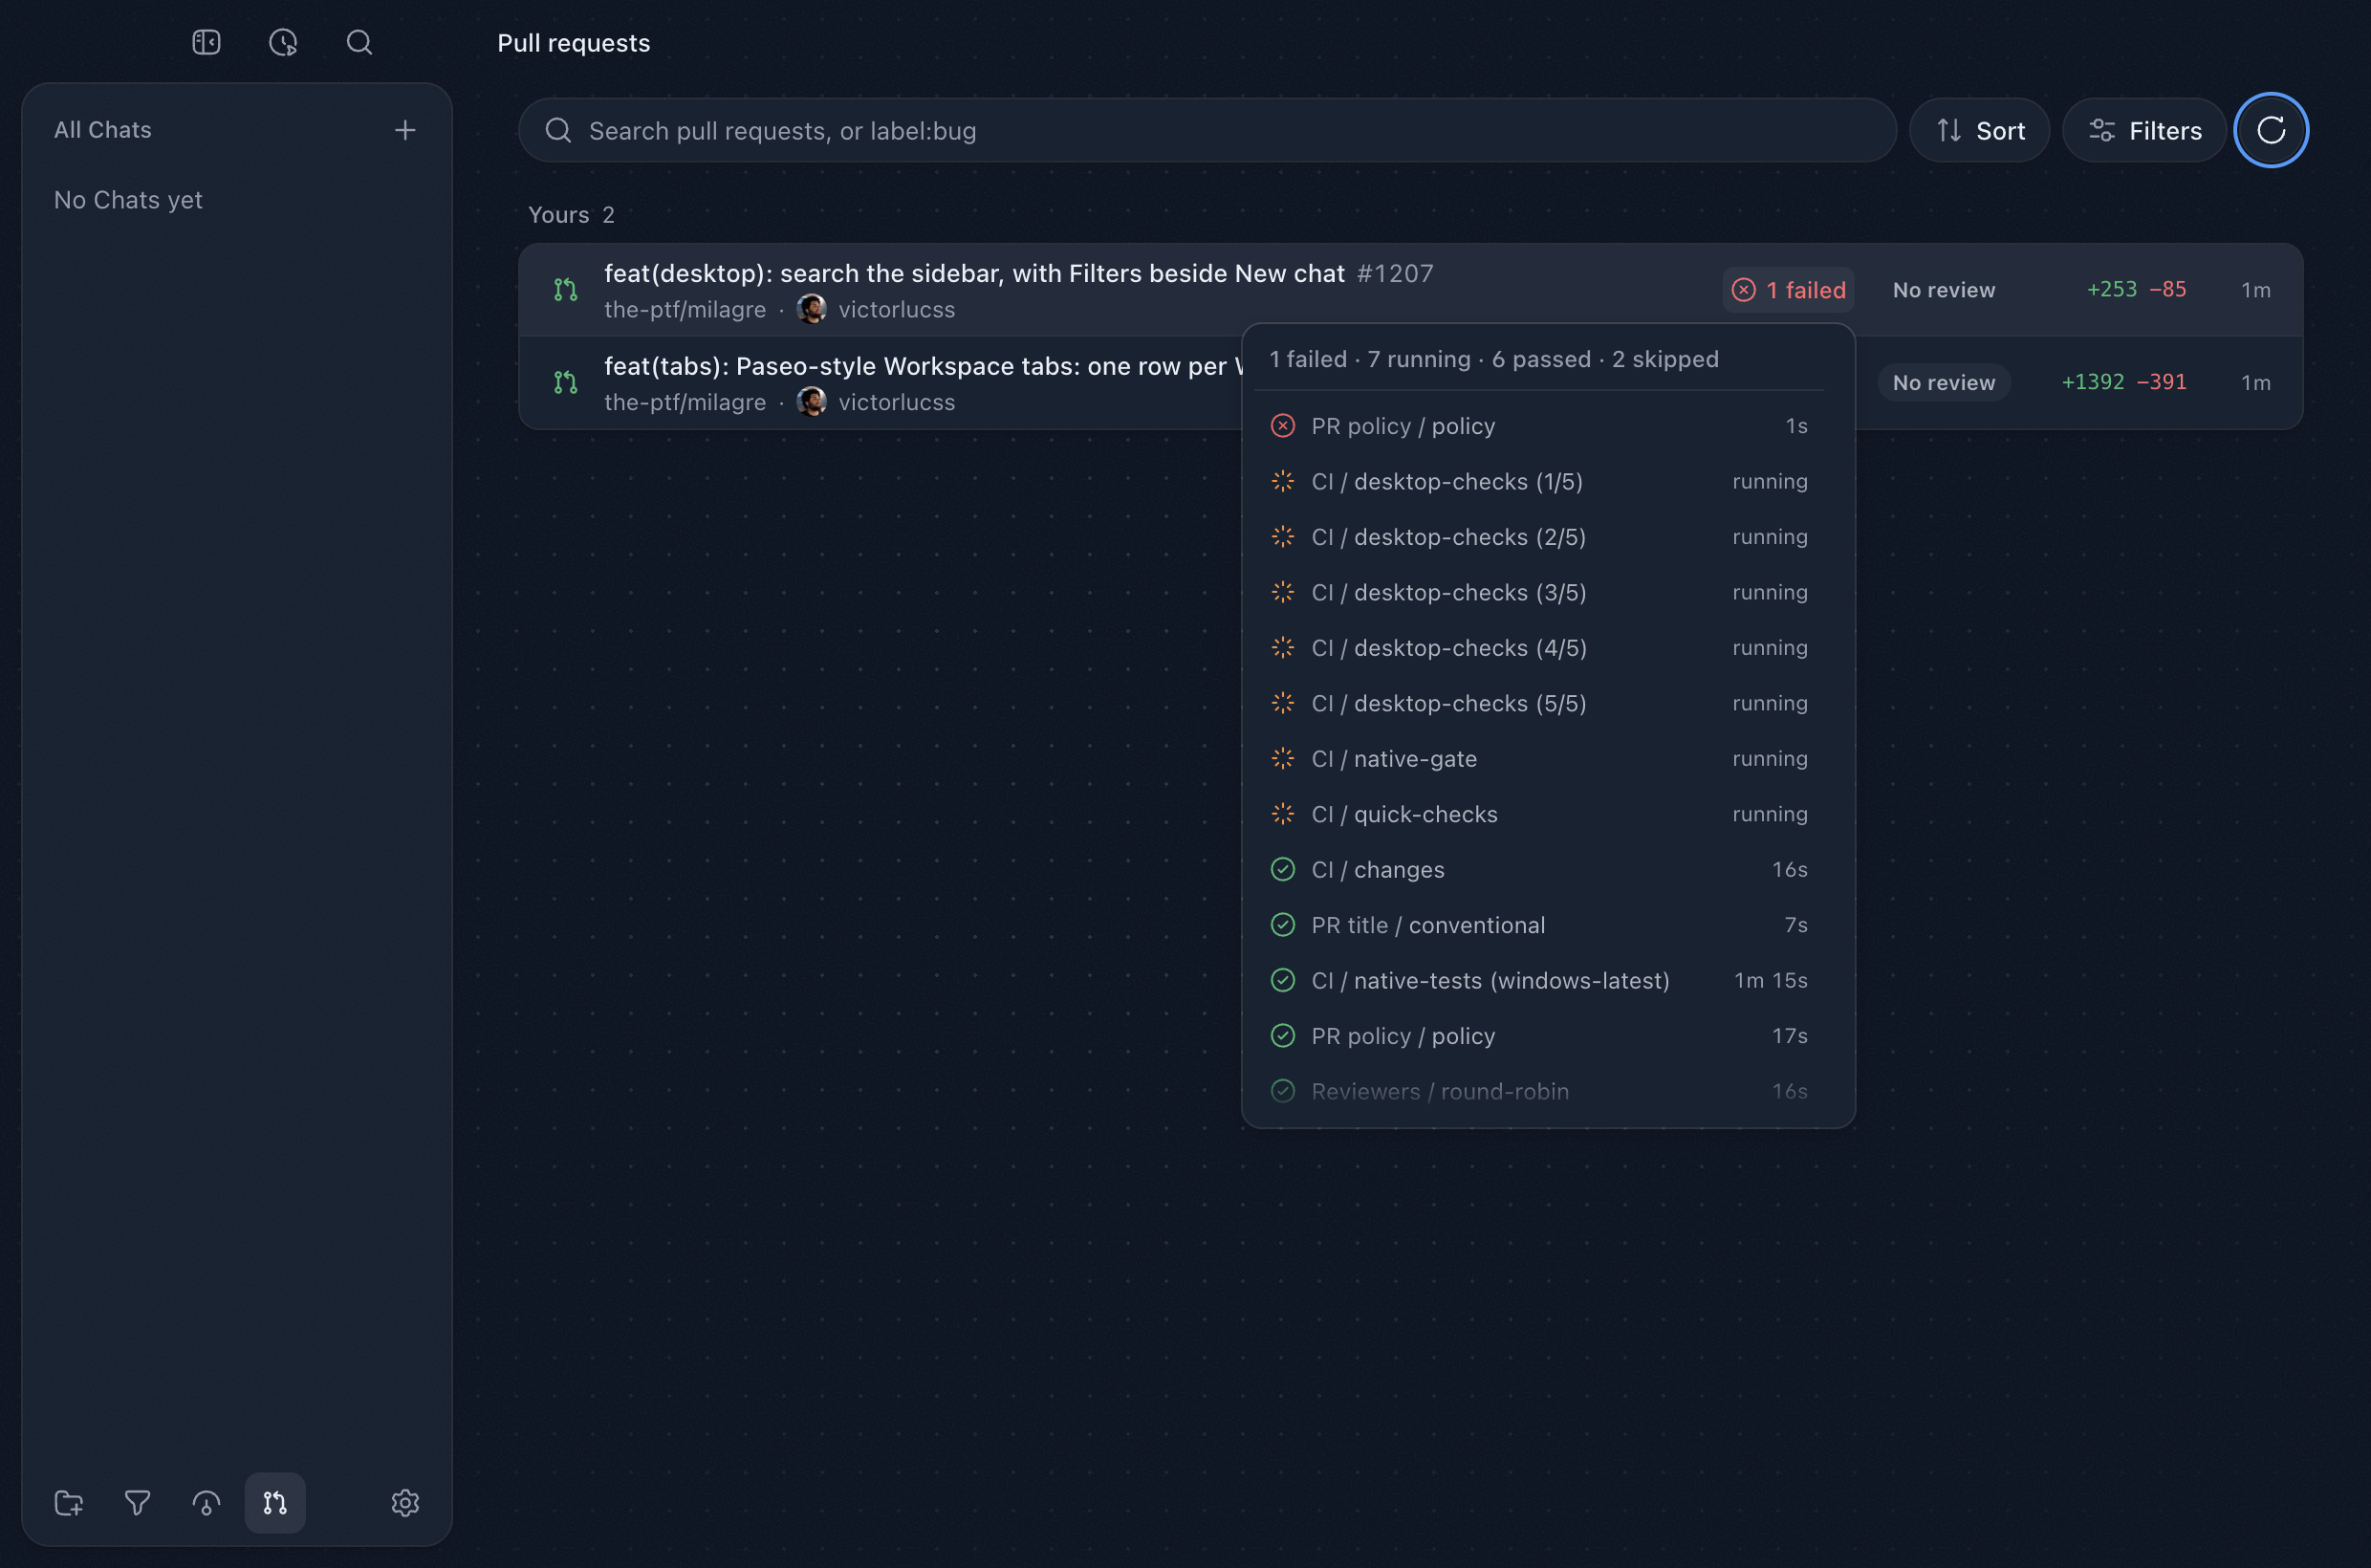 Pull requests
All Chats
No Chats yet
Search pull requests, or label:bug
Sort
Filters
Yours 2
feat(desktop): search the sidebar, with Filters beside New chat #1207
the-ptf/milagre · victorlucss
1 failed
No review
+253 −85
1m
feat(tabs): Paseo-style Workspace tabs: one row per
the-ptf/milagre · victorlucss
No review
+1392 −391
1m
1 failed · 7 running · 6 passed · 2 skipped
PR policy / policy 1s
CI / desktop-checks (1/5) running
CI / desktop-checks (2/5) running
CI / desktop-checks (3/5) running
CI / desktop-checks (4/5) running
CI / desktop-checks (5/5) running
CI / native-gate running
CI / quick-checks running
CI / changes 16s
PR title / conventional 7s
CI / native-tests (windows-latest) 1m 15s
PR policy / policy 17s
Reviewers / round-robin 16s